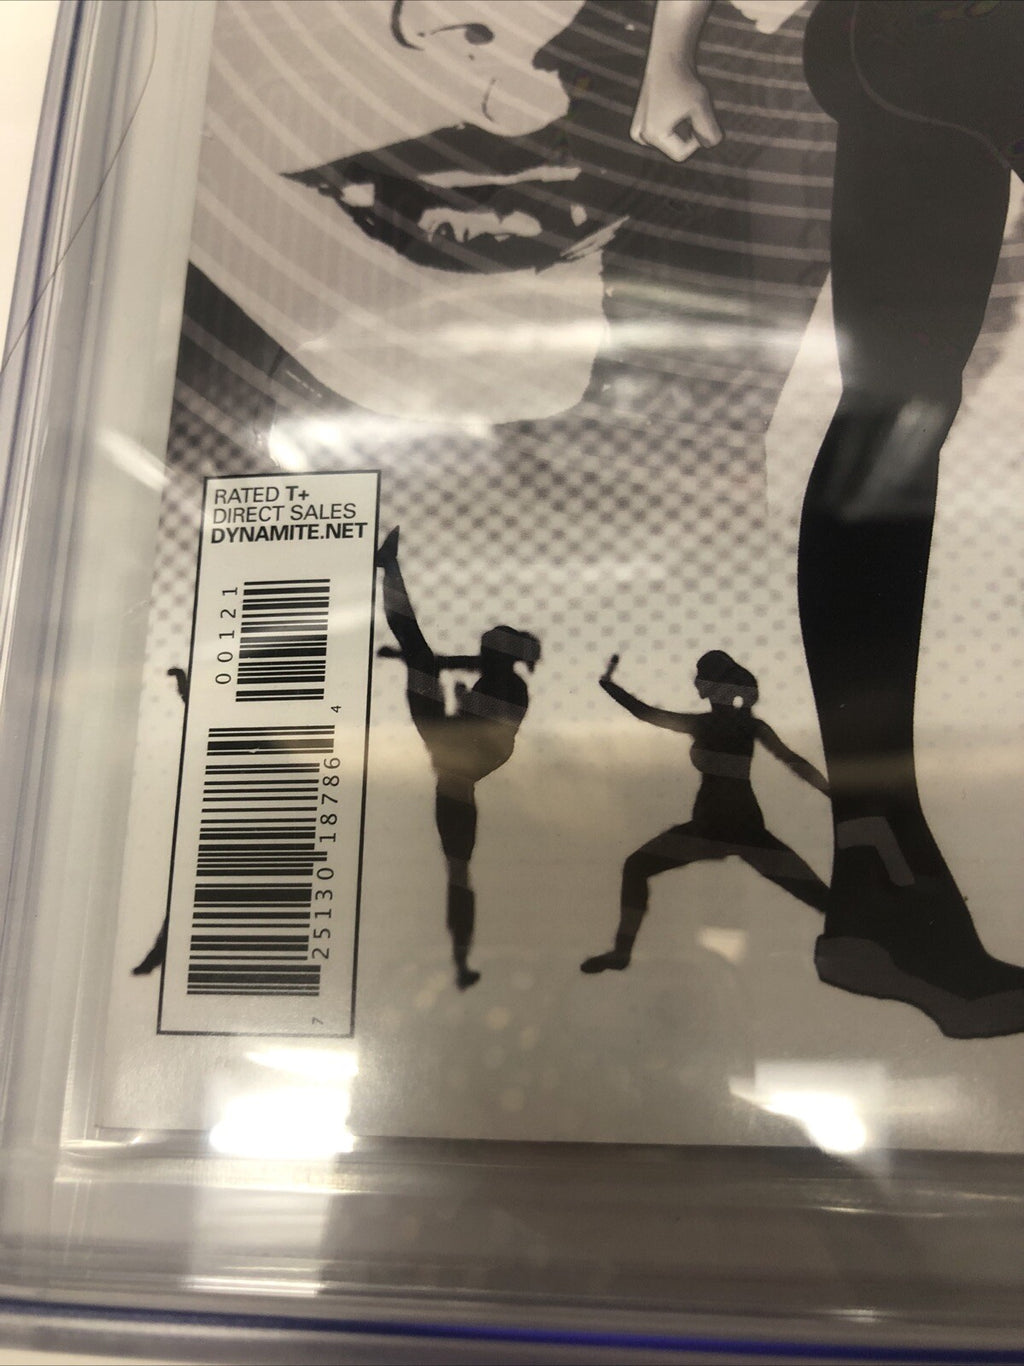 RATED T+
DIRECT SALES
DYNAMITE.NET
00121
7 25130 18786 4